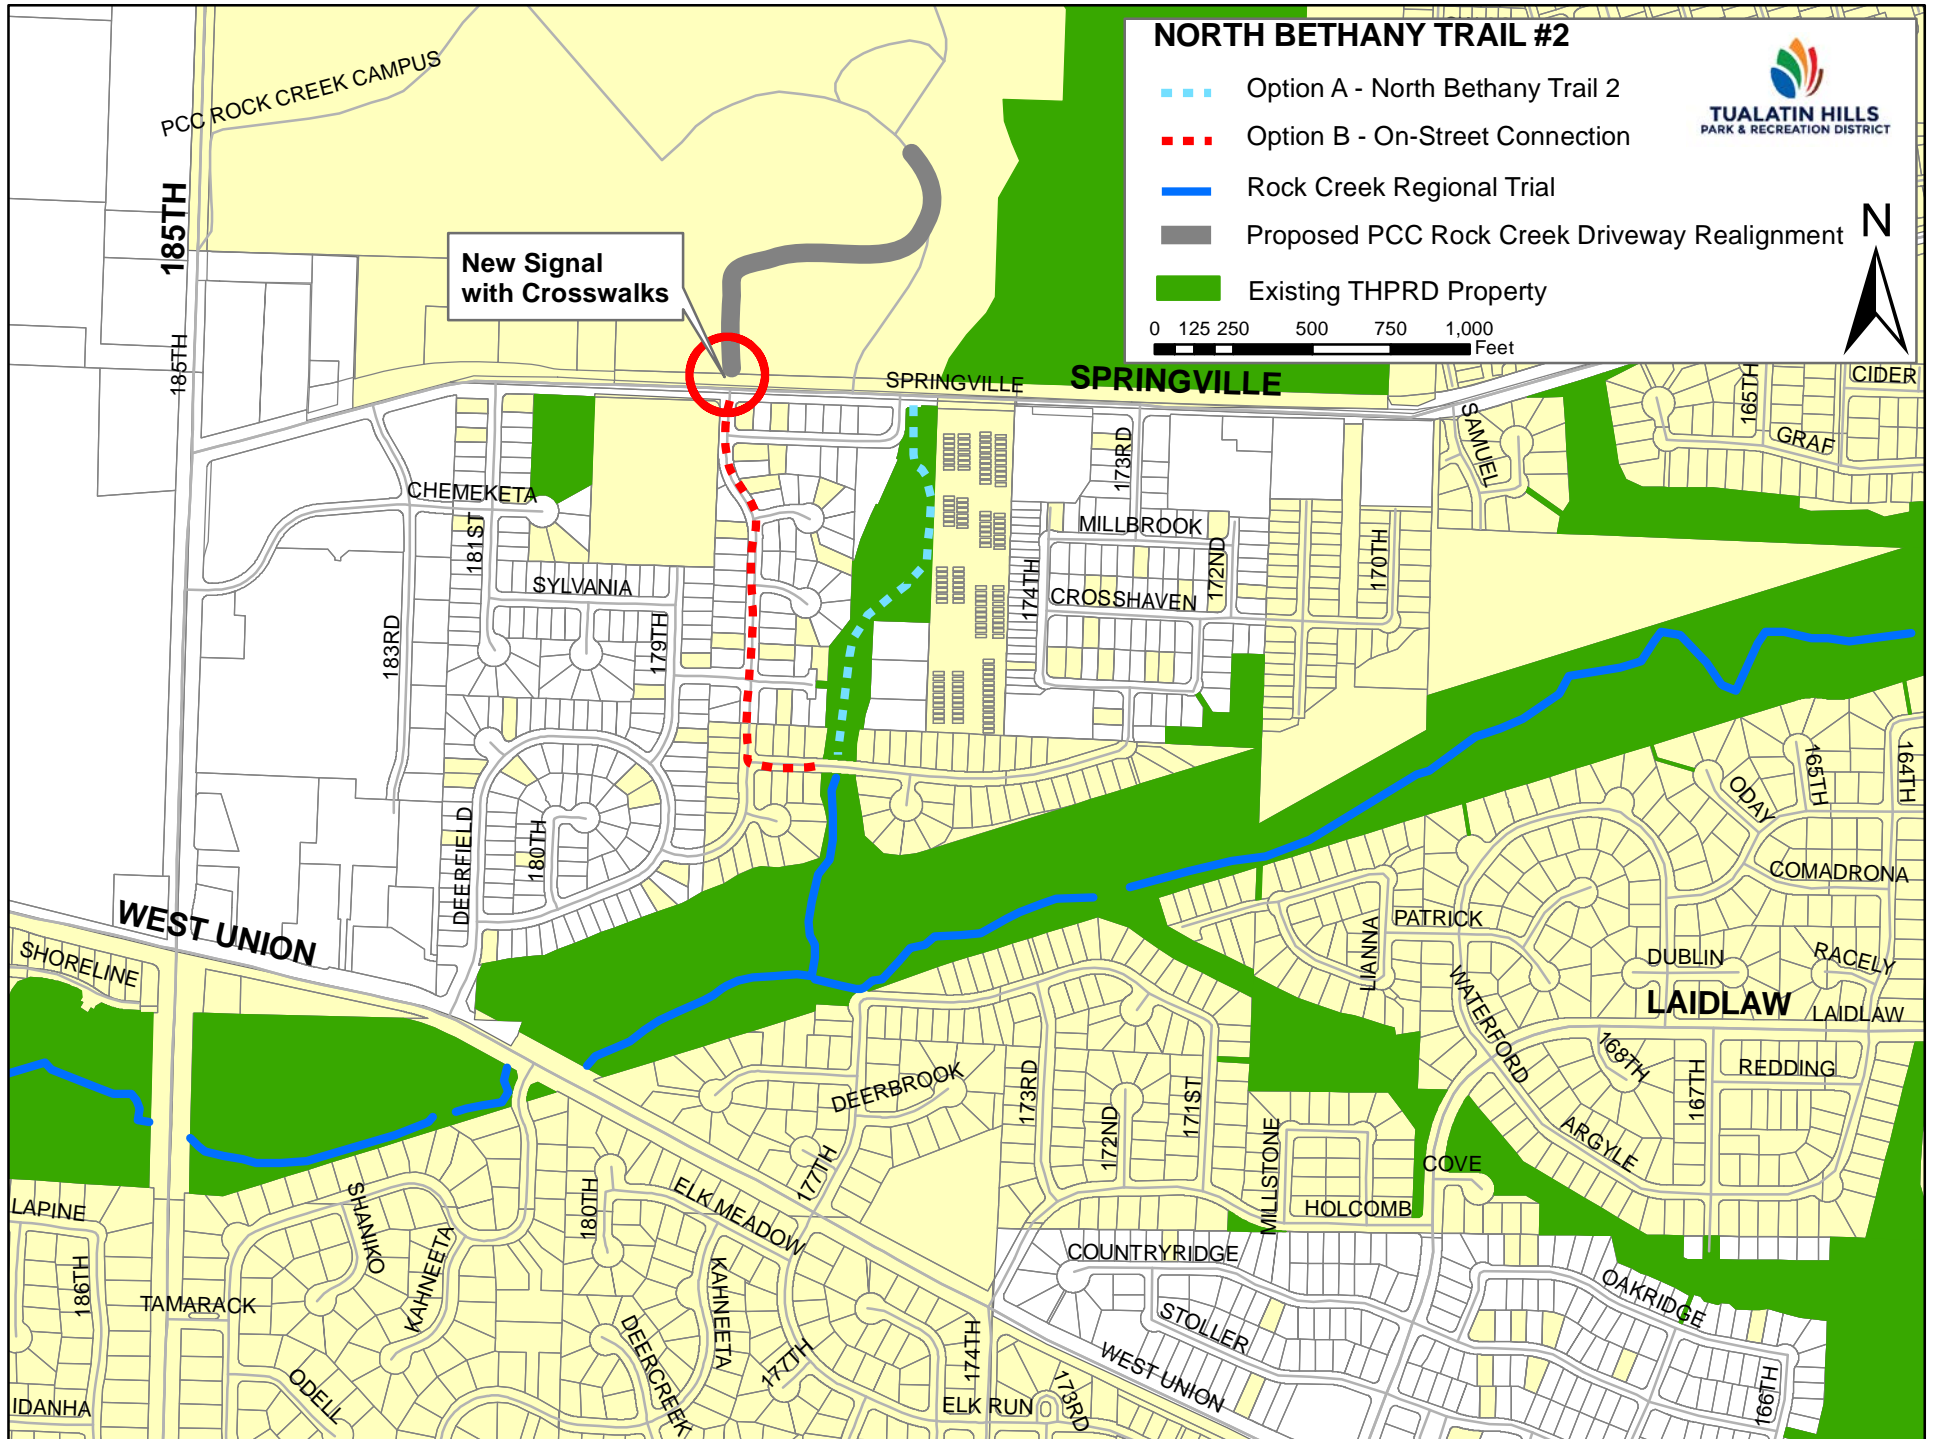 NORTH BETHANY TRAIL #2
Option A - North Bethany Trail 2
Option B - On-Street Connection
Rock Creek Regional Trial
Proposed PCC Rock Creek Driveway Realignment
Existing THPRD Property
0 125 250 500 750 1,000
Feet
TUALATIN HILLS
PARK & RECREATION DISTRICT
N
PCC ROCK CREEK CAMPUS
185TH
New Signal
with Crosswalks
185TH
SPRINGVILLE
SPRINGVILLE
CIDER
165TH
GRAF
SAMUEL
173RD
CHEMEKETA
181ST
MILLBROOK
172ND
170TH
SYLVANIA
174TH
CROSSHAVEN
183RD
179TH
ODAY
165TH
164TH
DEERFIELD
180TH
COMADRONA
WEST UNION
PATRICK
LIANNA
DUBLIN
RACELY
SHORELINE
WATERFORD
LAIDLAW
LAIDLAW
168TH
167TH
REDDING
DEERBROOK
173RD
172ND
171ST
MILLSTONE
ARGYLE
COVE
177TH
HOLCOMB
LAPINE
SHANIKO
KAHNEETA
180TH
ELK MEADOW
186TH
KAHNEETA
COUNTRYRIDGE
OAKRIDGE
TAMARACK
STOLLER
DEERCREEK
177TH
174TH
WEST UNION
166TH
ODELL
IDANHA
ELK RUN
173RD